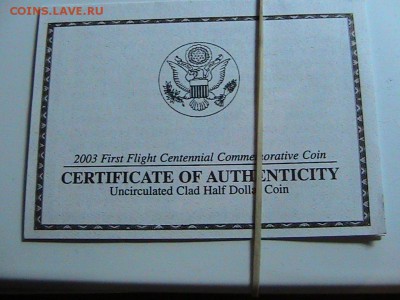 COINS.LAVE.RU
2003 First Flight Centennial Commemorative Coin
CERTIFICATE OF AUTHENTICITY
Uncirculated Clad Half Dollar Coin